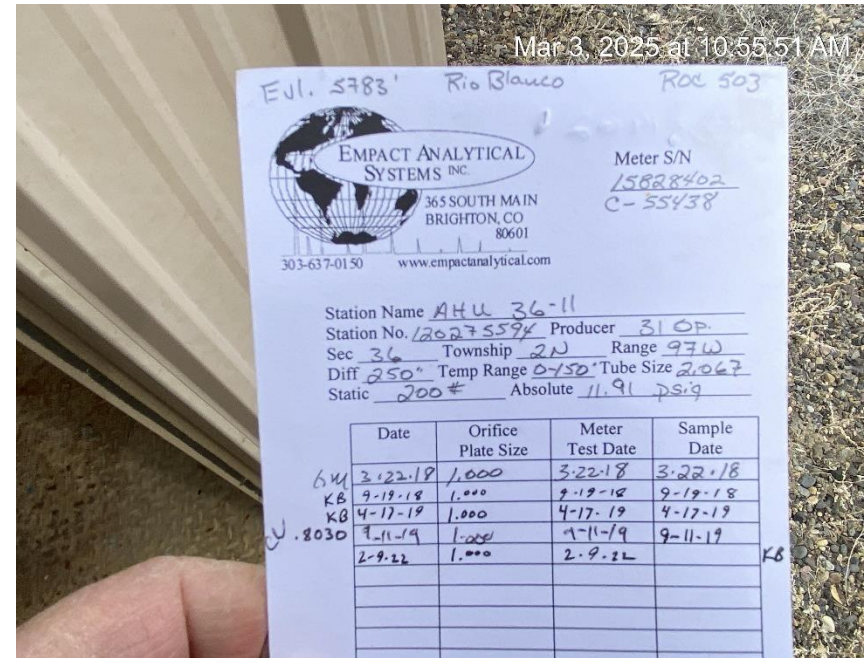 Mar 3, 2025 at 10:55:51 AM
Evl. 5783' Rio Blanco ROC 503
EMPACT ANALYTICAL
SYSTEMS INC.
365 SOUTH MAIN
BRIGHTON, CO
80601
303-637-0150 www.empactanalytical.com
Meter S/N
15828402
C-55438
Station Name AHU 36-11
Station No. 120275594 Producer 31 Op.
Sec 36 Township 2N Range 97W
Diff 250" Temp Range 0-150° Tube Size 2.067
Static 200# Absolute 11.91 psig
Date Orifice Plate Size Meter Test Date Sample Date
3.22.18 1.000 3.22.18 3.22.18
KB 9-19-18 1.000 9-19-18 9-19-18
KB 4-17-19 1.000 4-17-19 4-17-19
.8030 9-11-19 1.000 9-11-19 9-11-19
2-9-22 1.000 2-9-22 KB